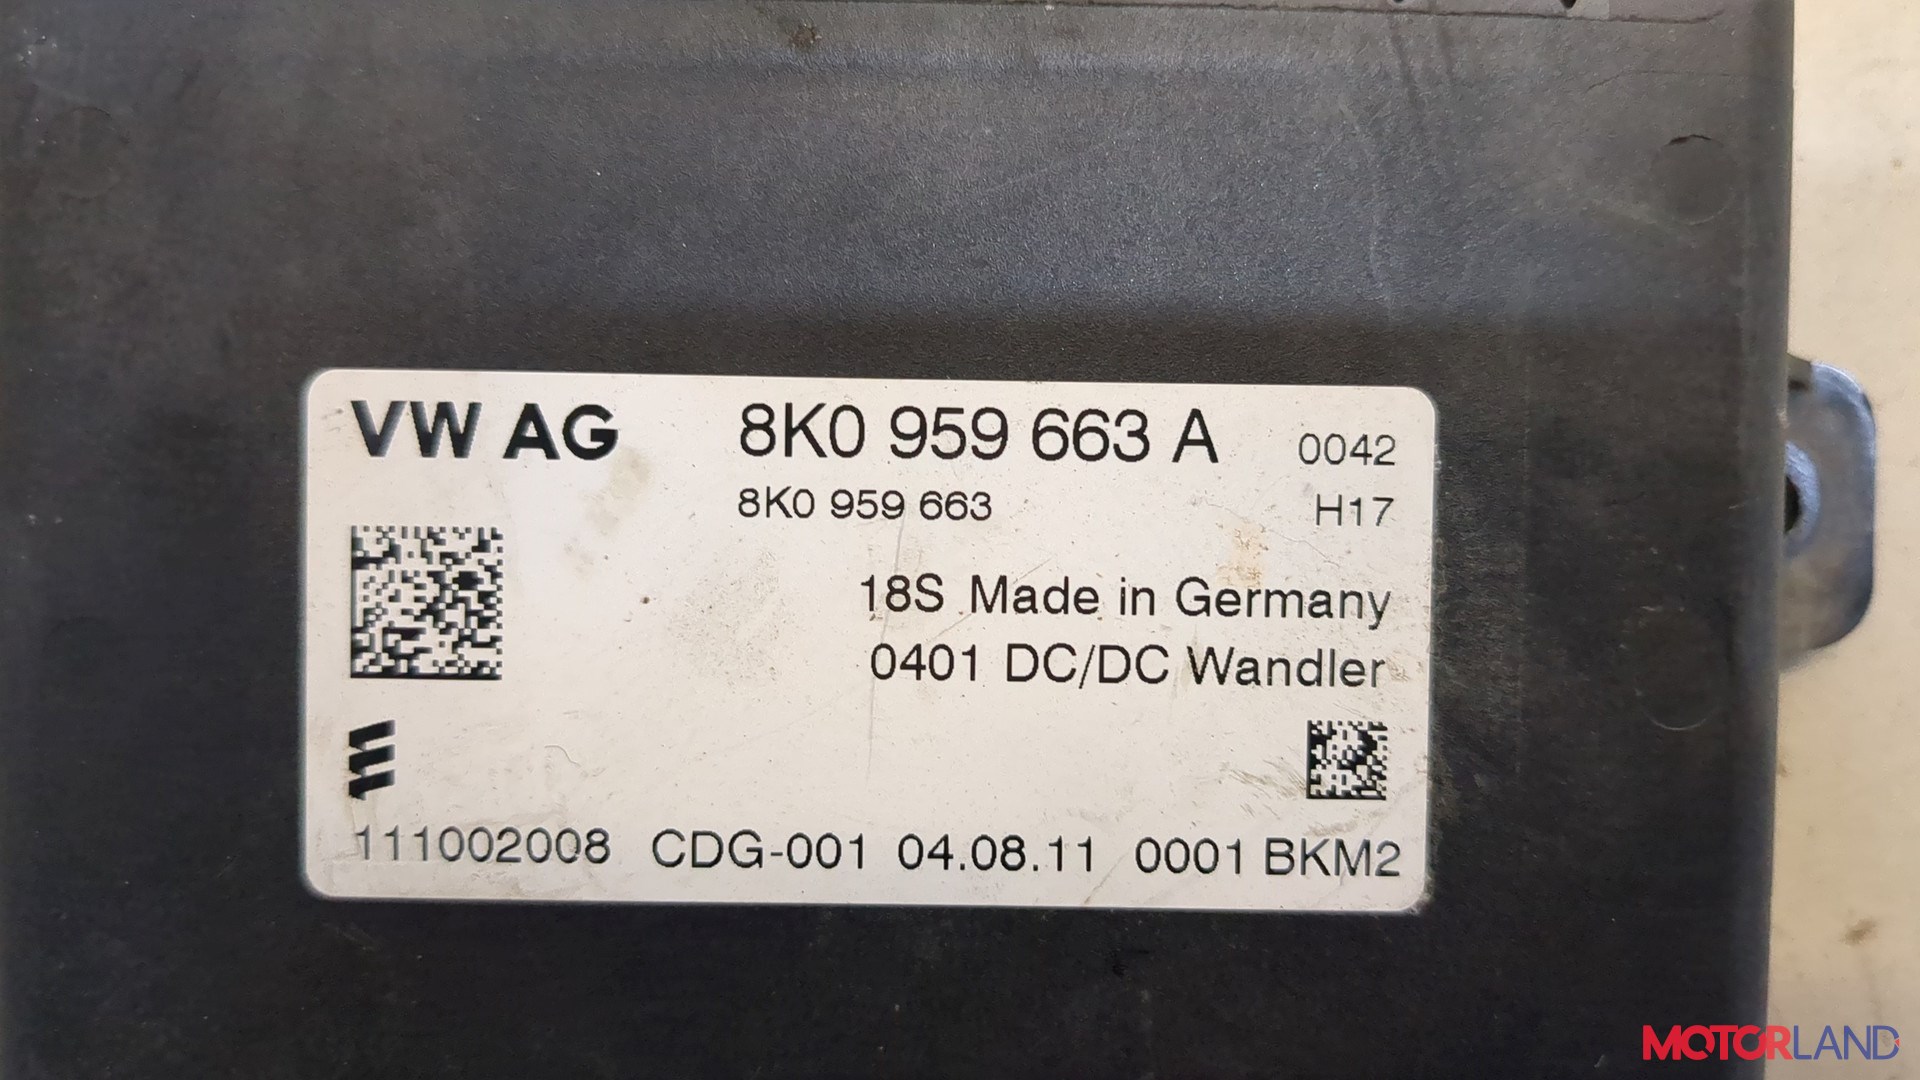 VW AG 8K0 959 663 A 0042
8K0 959 663 H17
18S Made in Germany
0401 DC/DC Wandler
111002008 CDG-001 04.08.11 0001 BKM2
MOTORLAND